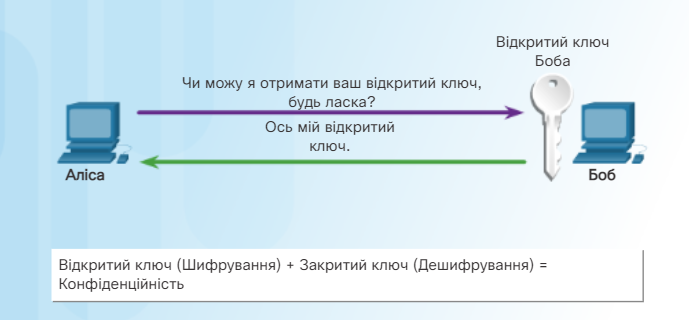 Відкритий ключ
Боба
Чи можу я отримати ваш відкритий ключ,
будь ласка?
Ось мій відкритий
ключ.
Аліса
Боб
Відкритий ключ (Шифрування) + Закритий ключ (Дешифрування) =
Конфіденційність